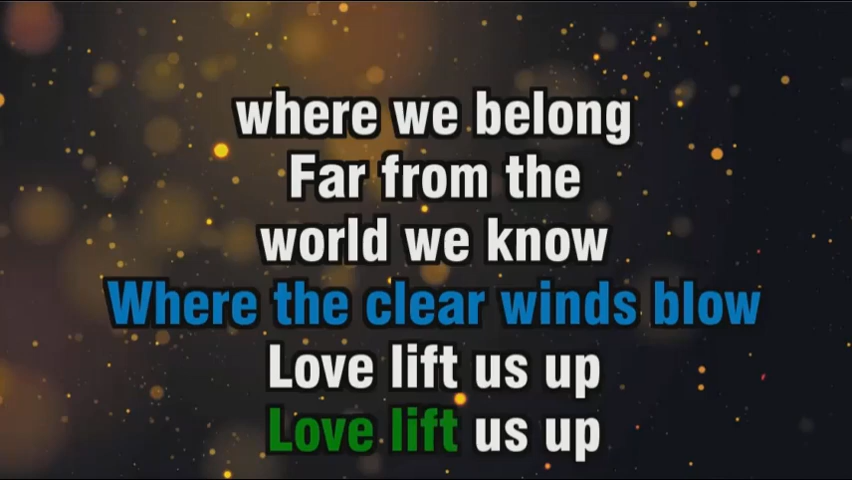 where we belong
Far from the
world we know
Where the clear winds blow
Love lift us up
Love lift us up